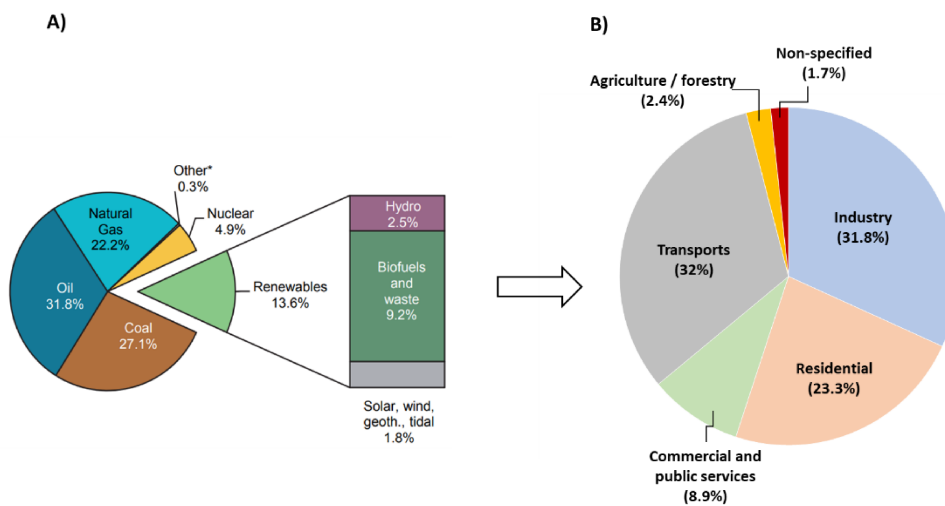 A)
Other*
0.3%
Nuclear
4.9%
Natural
Gas
22.2%
Oil
31.8%
Coal
27.1%
Renewables
13.6%
Hydro
2.5%
Biofuels
and
waste
9.2%
Solar, wind,
geoth., tidal
1.8%
B)
Non-specified
(1.7%)
Agriculture / forestry
(2.4%)
Industry
(31.8%)
Transports
(32%)
Residential
(23.3%)
Commercial and
public services
(8.9%)